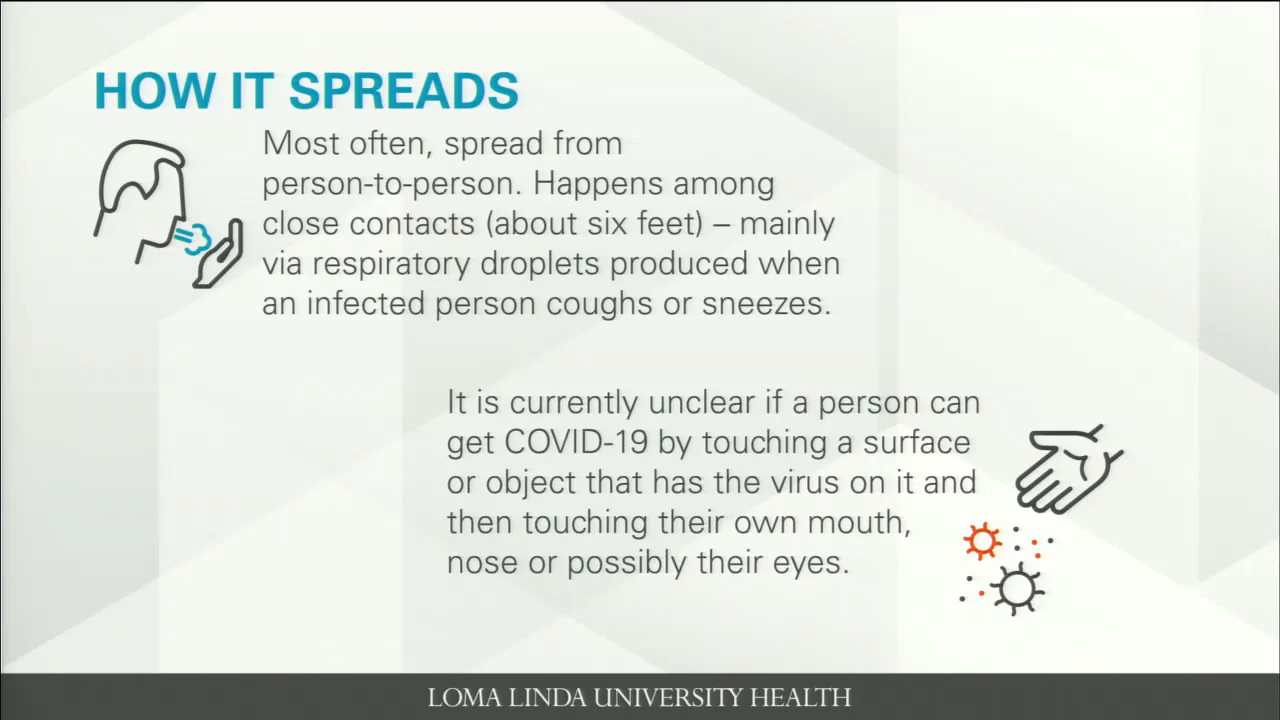 HOW IT SPREADS
Most often, spread from
person-to-person. Happens among
close contacts (about six feet) – mainly
via respiratory droplets produced when
an infected person coughs or sneezes.
It is currently unclear if a person can
get COVID-19 by touching a surface
or object that has the virus on it and
then touching their own mouth,
nose or possibly their eyes.
LOMA LINDA UNIVERSITY HEALTH